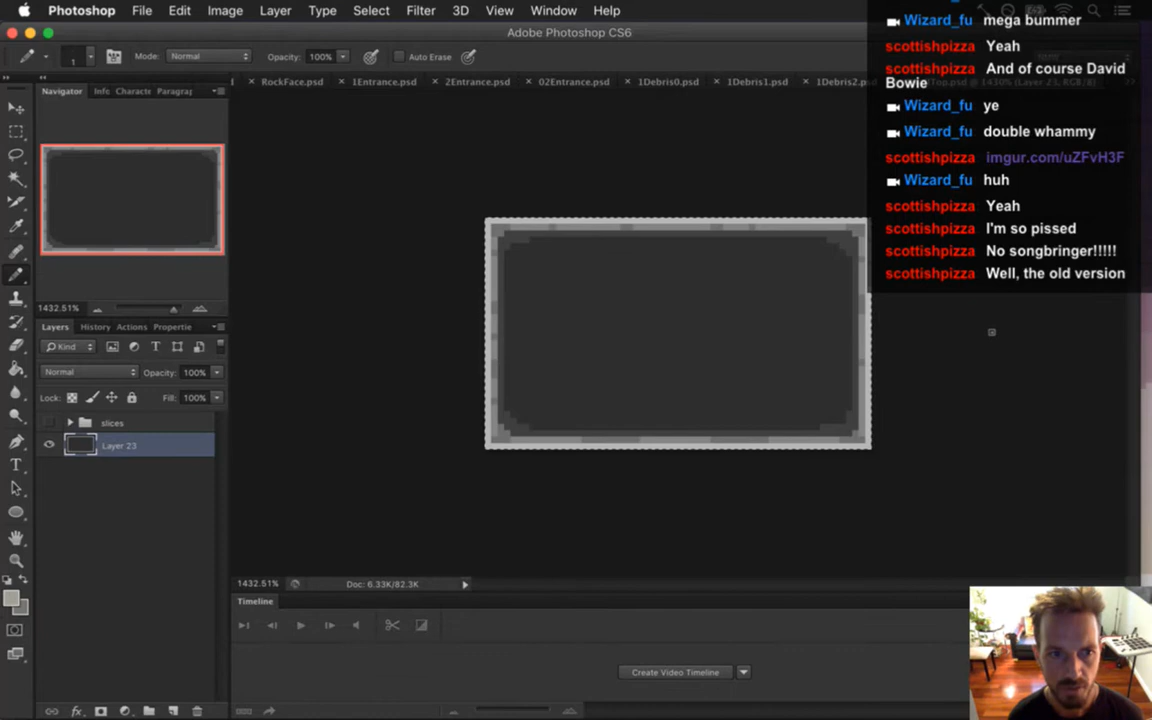 Photoshop File Edit Image Layer Type Select Filter 3D View Window Help
Adobe Photoshop CS6
1 Mode: Normal Opacity: 100% Auto Erase
RockFace.psd × 1Entrance.psd × 2Entrance.psd × 02Entrance.psd × 1Debris0.psd × 1Debris1.psd × 1Debris2.p
Navigator Info Charact Paragraj
1432.51%
Layers History Actions Propertie
Kind
Normal Opacity: 100%
Lock: Fill: 100%
slices
Layer 23
Wizard_fu mega bummer
scottishpizza Yeah
scottishpizza And of course David
Bowie
Wizard_fu ye
Wizard_fu double whammy
scottishpizza imgur.com/uZFvH3F
Wizard_fu huh
scottishpizza Yeah
scottishpizza I'm so pissed
scottishpizza No songbringer!!!!!
scottishpizza Well, the old version
1432.51% Doc: 6.33K/82.3K
Timeline
Create Video Timeline
fx